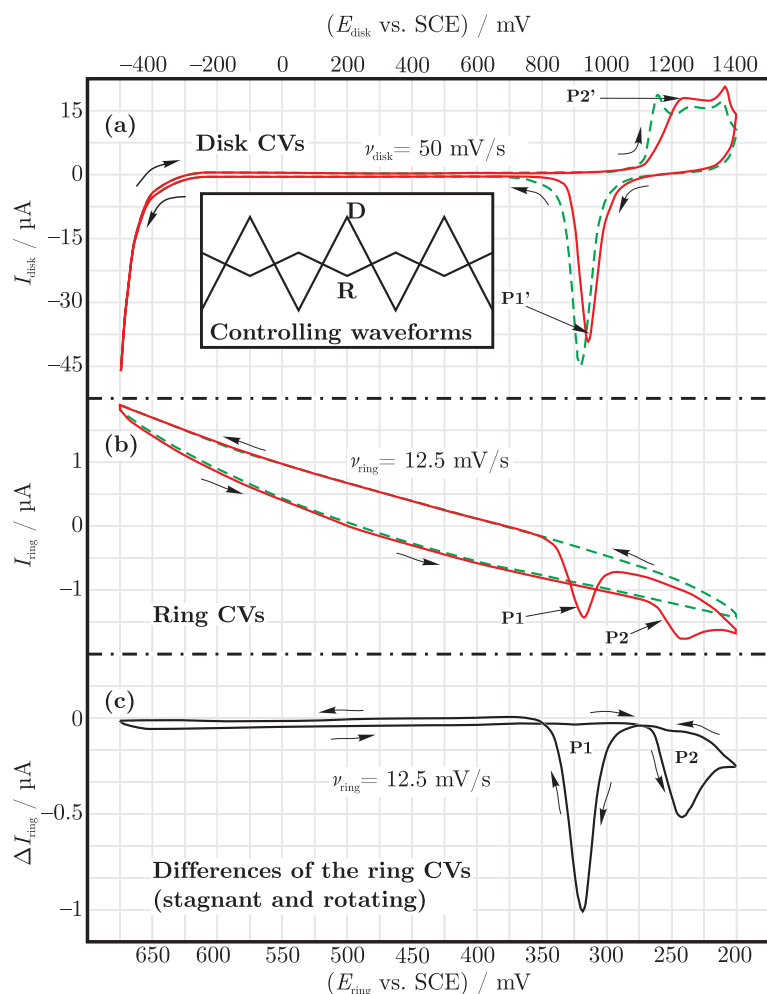 (E_disk vs. SCE) / mV
−400 −200 0 200 400 600 800 1000 1200 1400
(a)
Disk CVs
ν_disk = 50 mV/s
P2'
P1'
D
R
Controlling waveforms
15
0
−15
−30
−45
I_disk / µA
(b)
ν_ring = 12.5 mV/s
Ring CVs
P1
P2
1
0
−1
I_ring / µA
(c)
P1
P2
ν_ring = 12.5 mV/s
Differences of the ring CVs
(stagnant and rotating)
0
−0.5
−1
ΔI_ring / µA
650 600 550 500 450 400 350 300 250 200
(E_ring vs. SCE) / mV